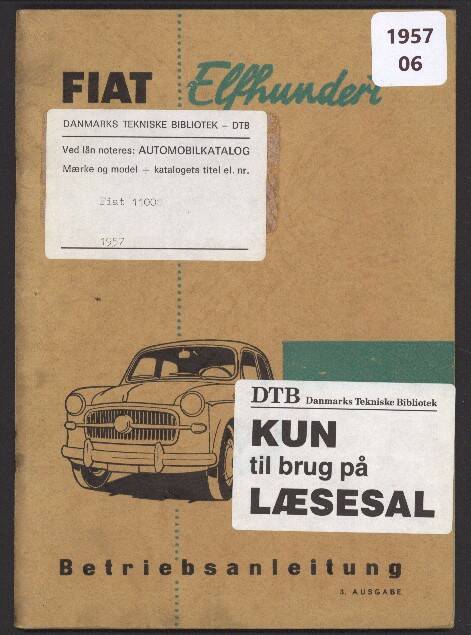 1957
06
FIAT Elfhundert
DANMARKS TEKNISKE BIBLIOTEK – DTB
Ved lån noteres: AUTOMOBILKATALOG
Mærke og model + katalogets titel el. nr.
Fiat 1100
1957
DTB Danmarks Tekniske Bibliotek
KUN
til brug på
LÆSESAL
Betriebsanleitung
3. AUSGABE